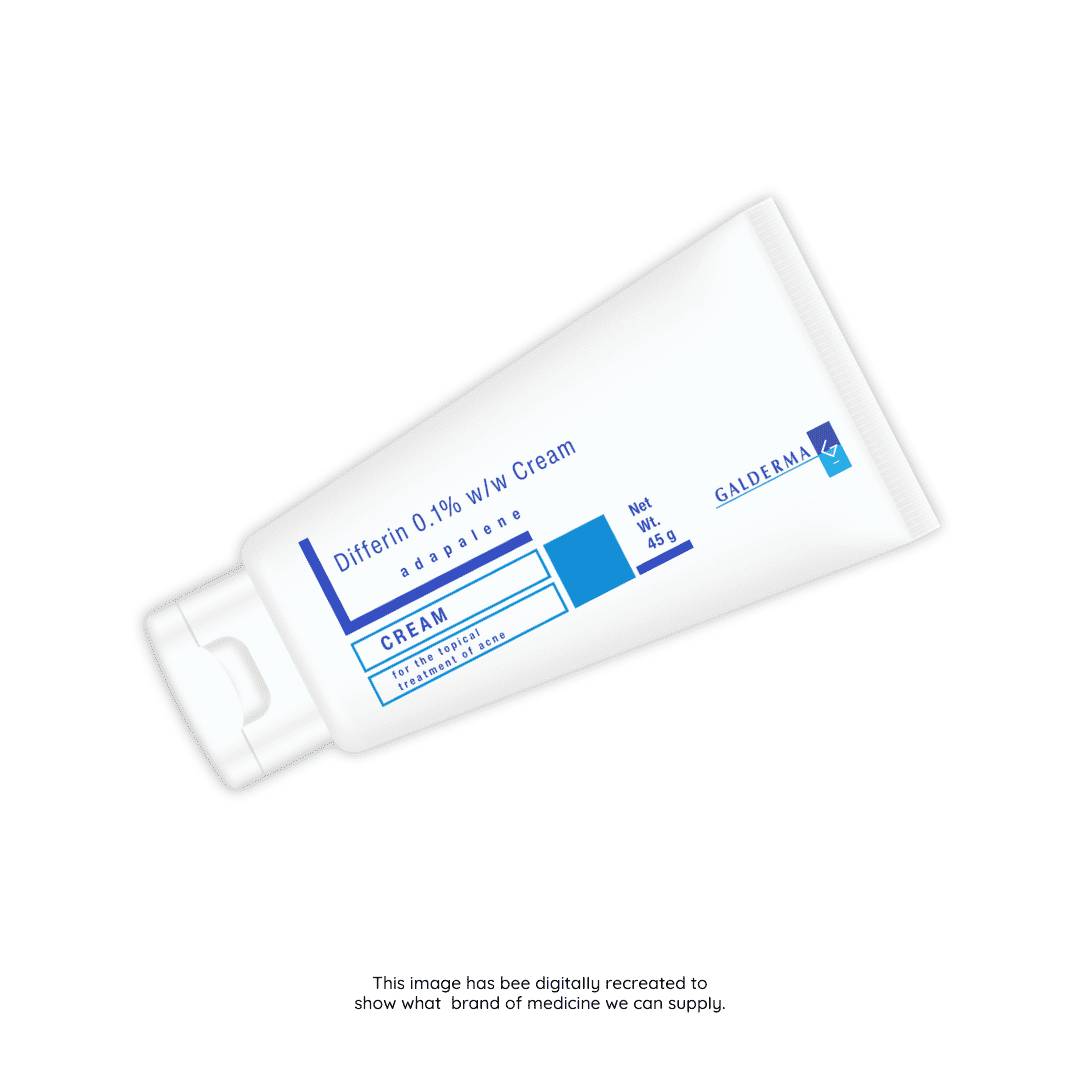 Differin 0.1% w/w Cream
adapalene
CREAM
for the topical
treatment of acne
Net
Wt.
45 g
GALDERMA
This image has bee digitally recreated to
show what  brand of medicine we can supply.